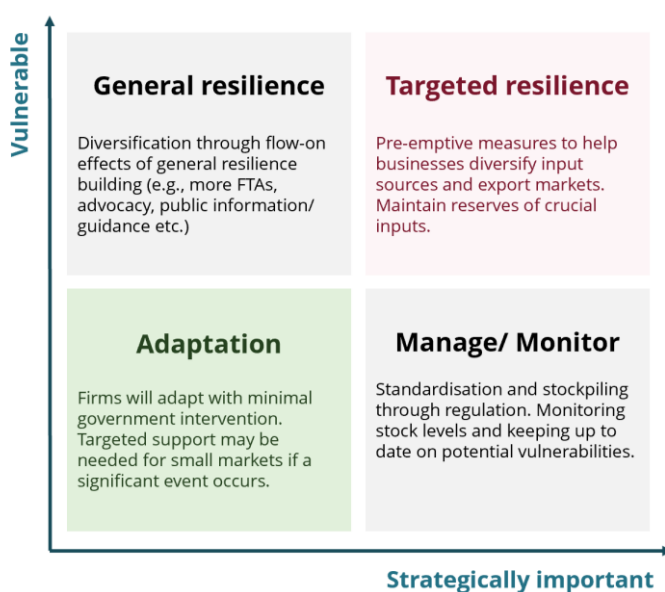 Vulnerable
General resilience
Diversification through flow-on
effects of general resilience
building (e.g., more FTAs,
advocacy, public information/
guidance etc.)
Targeted resilience
Pre-emptive measures to help
businesses diversify input
sources and export markets.
Maintain reserves of crucial
inputs.
Adaptation
Firms will adapt with minimal
government intervention.
Targeted support may be
needed for small markets if a
significant event occurs.
Manage/ Monitor
Standardisation and stockpiling
through regulation. Monitoring
stock levels and keeping up to
date on potential vulnerabilities.
Strategically important